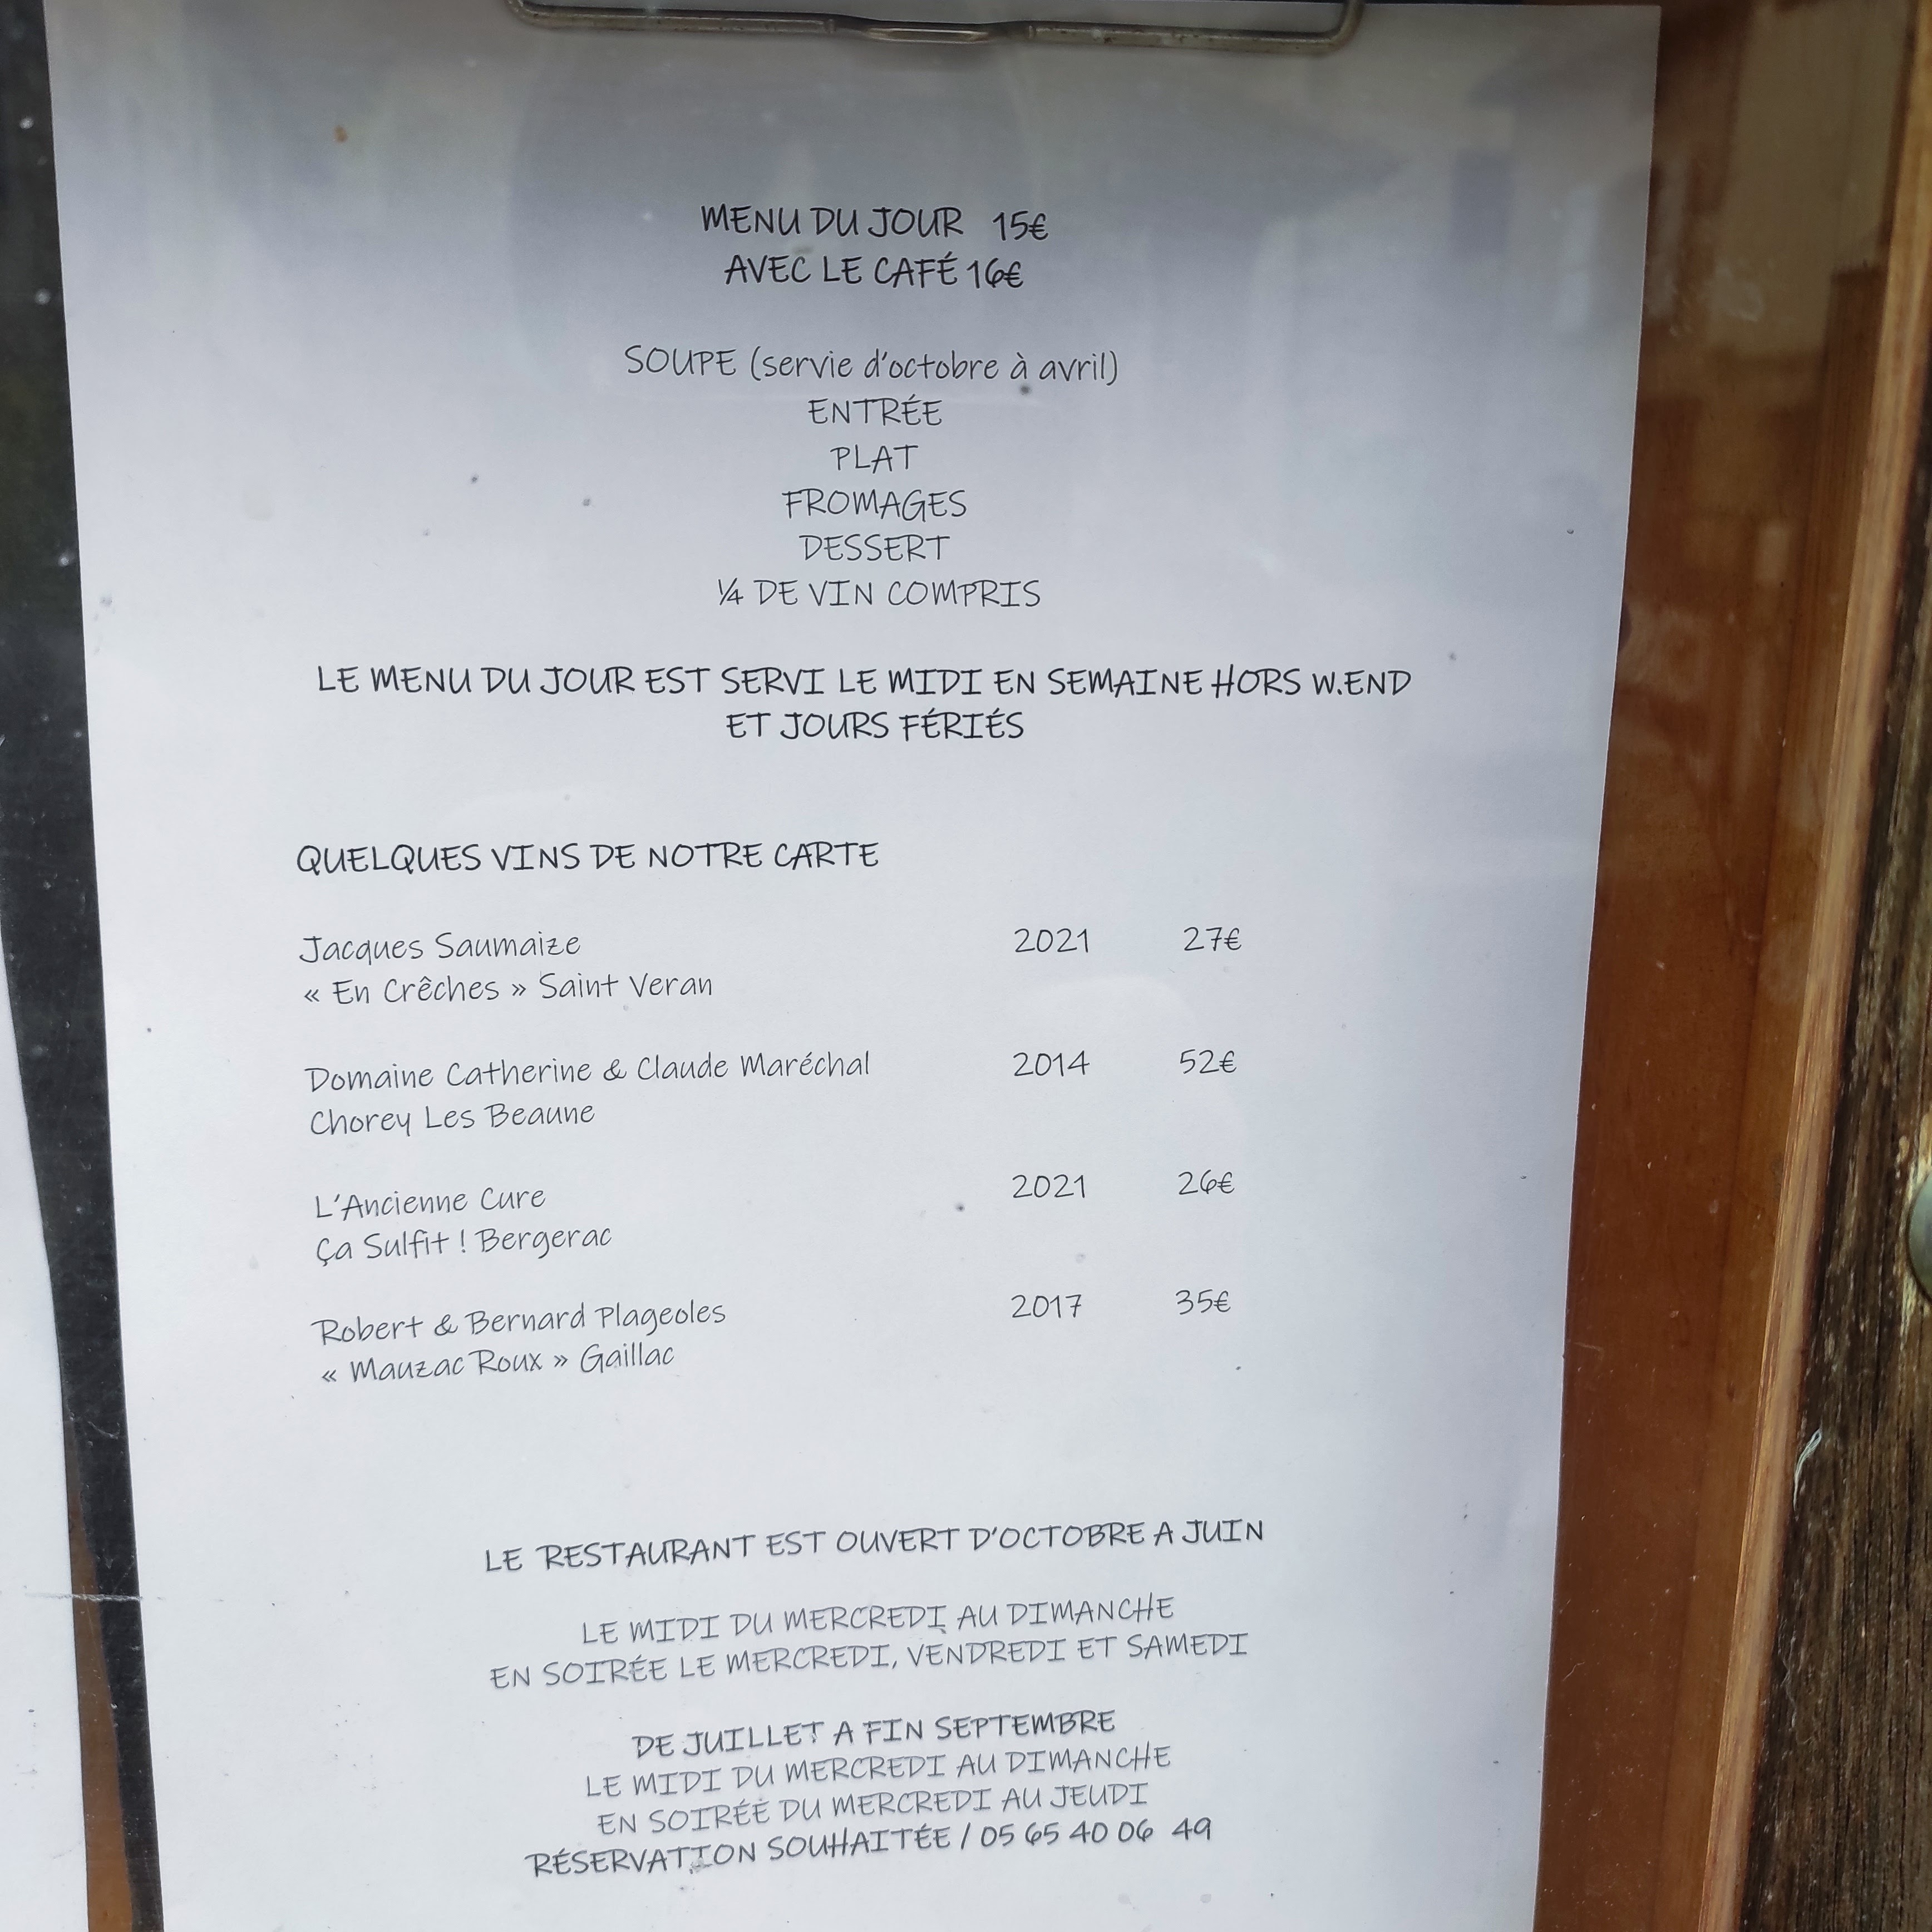 MENU DU JOUR 15€
AVEC LE CAFÉ 16€
SOUPE (servie d'octobre à avril)
ENTRÉE
PLAT
FROMAGES
DESSERT
¼ DE VIN COMPRIS
LE MENU DU JOUR EST SERVI LE MIDI EN SEMAINE HORS W.END
ET JOURS FÉRIÉS
QUELQUES VINS DE NOTRE CARTE
Jacques Saumaize 2021 27€
« En Crêches » Saint Veran
Domaine Catherine & Claude Maréchal 2014 52€
Chorey Les Beaune
L'Ancienne Cure 2021 26€
Ça Sulfit ! Bergerac
Robert & Bernard Plageoles 2017 35€
« Mauzac Roux » Gaillac
LE RESTAURANT EST OUVERT D'OCTOBRE A JUIN
LE MIDI DU MERCREDI AU DIMANCHE
EN SOIRÉE LE MERCREDI, VENDREDI ET SAMEDI
DE JUILLET A FIN SEPTEMBRE
LE MIDI DU MERCREDI AU DIMANCHE
EN SOIRÉE DU MERCREDI AU JEUDI
RÉSERVATION SOUHAITÉE / 05 65 40 06 49